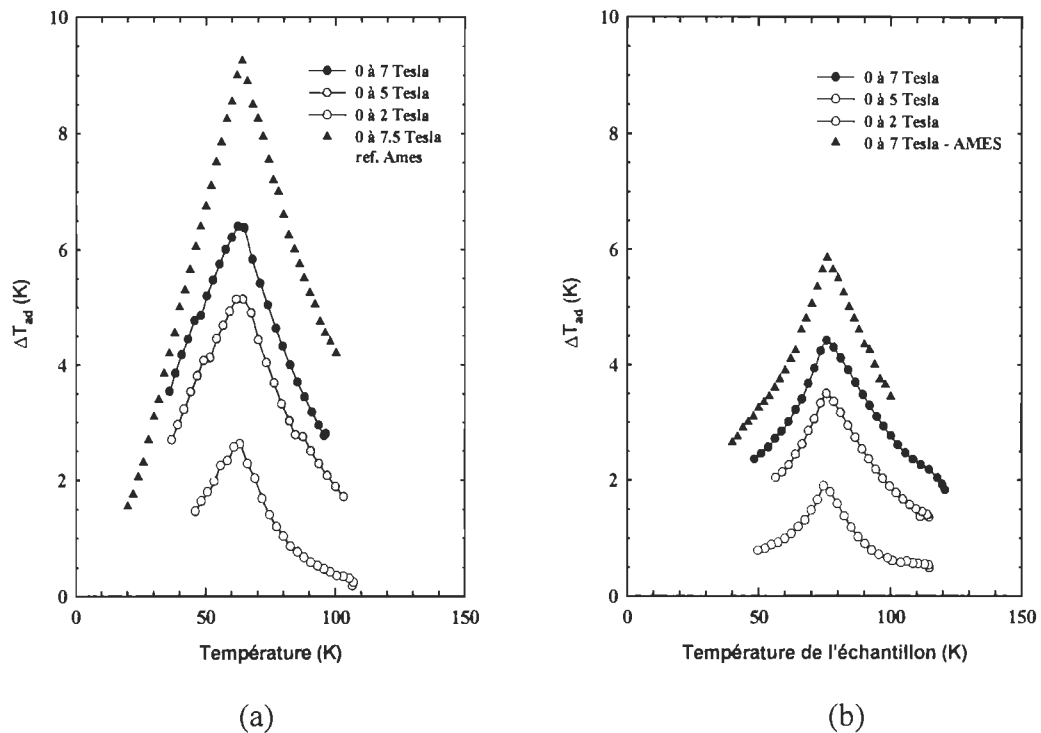 10
8
6
4
2
0
ΔT_ad (K)
0 à 7 Tesla
0 à 5 Tesla
0 à 2 Tesla
0 à 7.5 Tesla
ref. Ames
0
50
100
150
Température (K)
(a)
10
8
6
4
2
0
ΔT_ad (K)
0 à 7 Tesla
0 à 5 Tesla
0 à 2 Tesla
0 à 7 Tesla - AMES
0
50
100
150
Température de l'échantillon (K)
(b)